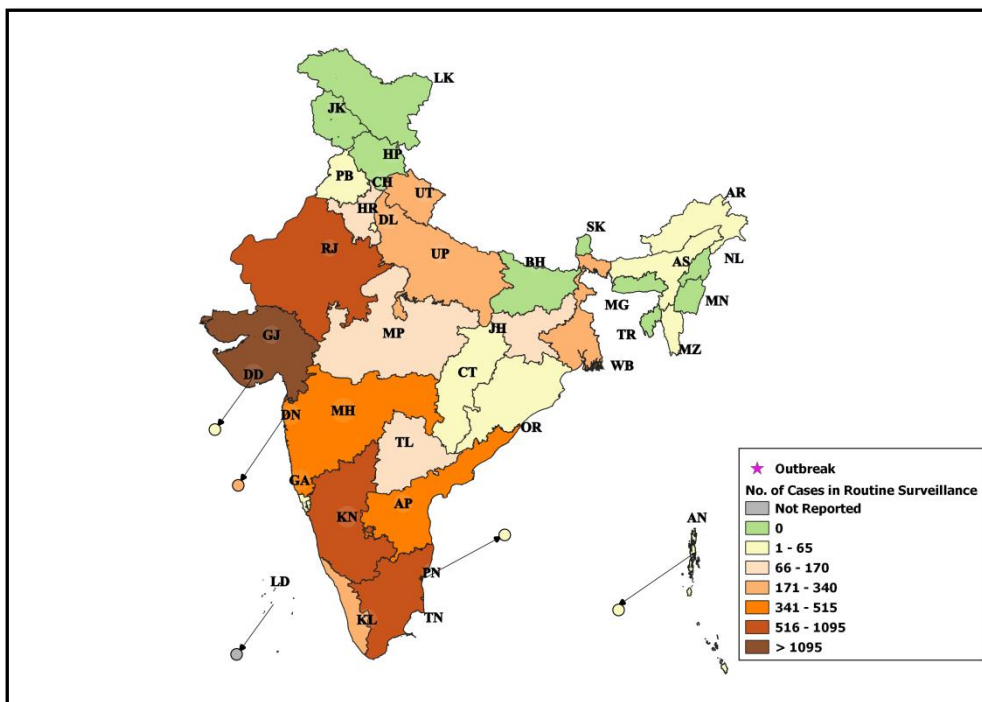 LK
JK
HP
CH
PB
UT
HR
DL
AR
SK
RJ
UP
BH
AS
NL
MG
MN
GJ
MP
JH
TR
MZ
WB
DD
CT
DN
MH
OR
TL
GA
AP
KN
AN
PN
LD
KL
TN
Outbreak
No. of Cases in Routine Surveillance
Not Reported
0
1 - 65
66 - 170
171 - 340
341 - 515
516 - 1095
> 1095